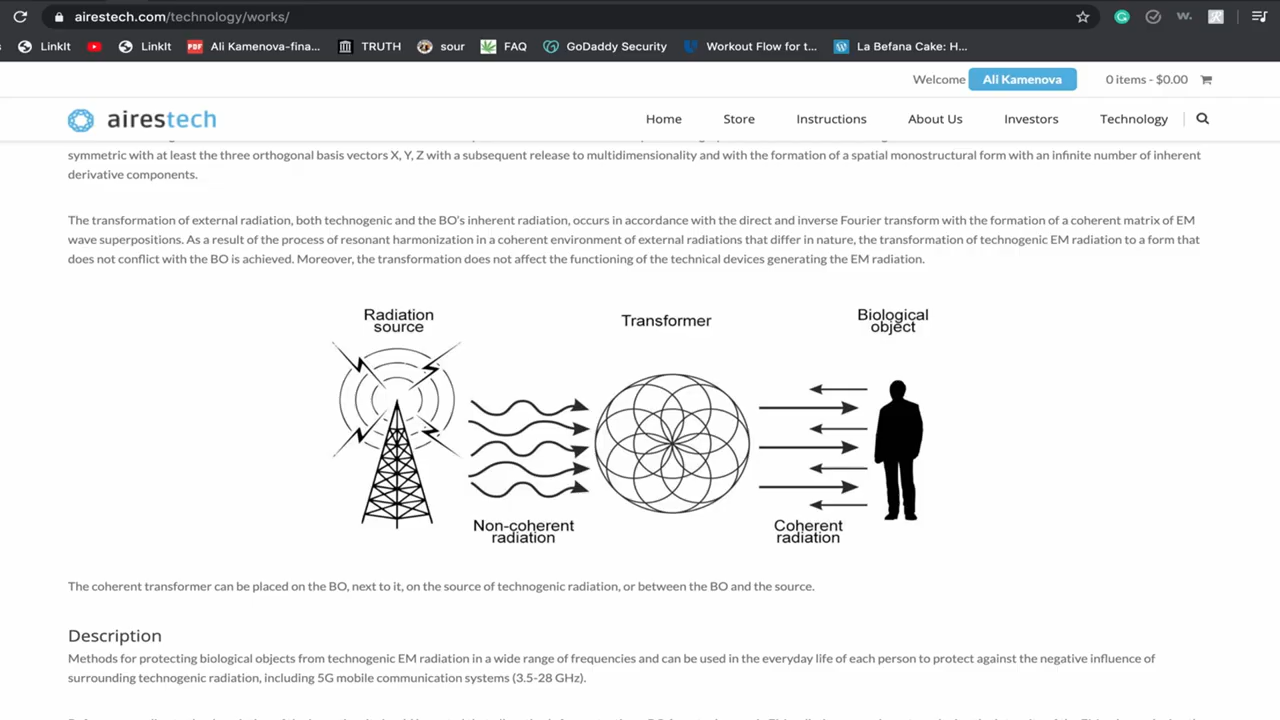 airestech.com/technology/works/
LinkIt LinkIt Ali Kamenova-fina... TRUTH sour FAQ GoDaddy Security Workout Flow for t... La Befana Cake: H...
Welcome Ali Kamenova 0 items - $0.00
airestech Home Store Instructions About Us Investors Technology
symmetric with at least the three orthogonal basis vectors X, Y, Z with a subsequent release to multidimensionality and with the formation of a spatial monostructural form with an infinite number of inherent
derivative components.
The transformation of external radiation, both technogenic and the BO's inherent radiation, occurs in accordance with the direct and inverse Fourier transform with the formation of a coherent matrix of EM
wave superpositions. As a result of the process of resonant harmonization in a coherent environment of external radiations that differ in nature, the transformation of technogenic EM radiation to a form that
does not conflict with the BO is achieved. Moreover, the transformation does not affect the functioning of the technical devices generating the EM radiation.
Radiation
source
Transformer
Biological
object
Non-coherent
radiation
Coherent
radiation
The coherent transformer can be placed on the BO, next to it, on the source of technogenic radiation, or between the BO and the source.
Description
Methods for protecting biological objects from technogenic EM radiation in a wide range of frequencies and can be used in the everyday life of each person to protect against the negative influence of
surrounding technogenic radiation, including 5G mobile communication systems (3.5-28 GHz).